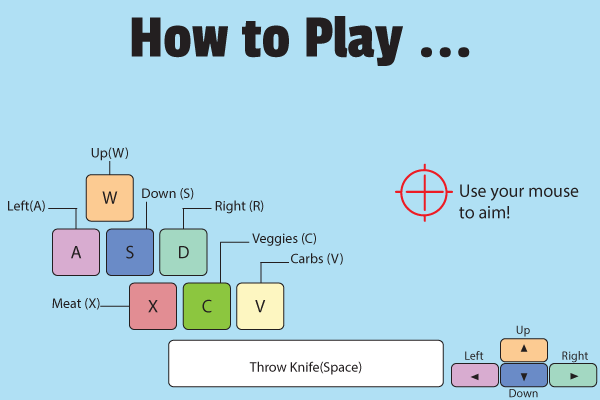 How to Play ...
Up(W)
W
Left(A)
Down (S)
Right (R)
A
S
D
Use your mouse
to aim!
Veggies (C)
Carbs (V)
Meat (X)
X
C
V
Throw Knife(Space)
Up
Left
Right
Down